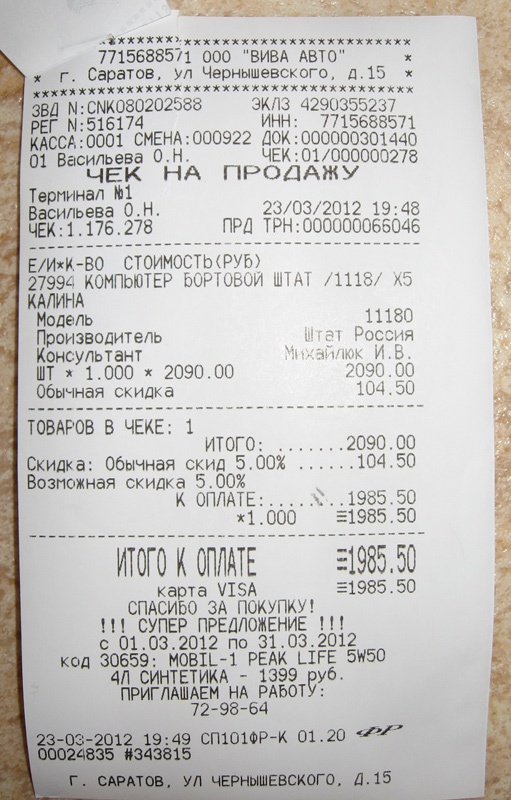 ****************************
7715688571 ООО "ВИВА АВТО" *
* г. Саратов, ул Чернышевского, д.15 *
**************************************
ЗВД N:CNK080202588 ЭКЛЗ 4290355237
РЕГ N:516174 ИНН: 7715688571
КАССА:0001 СМЕНА:000922 ДОК:000000301440
01 Васильева О.Н. ЧЕК:01/000000278
ЧЕК НА ПРОДАЖУ
Терминал №1
Васильева О.Н. 23/03/2012 19:48
ЧЕК:1.176.278 ПРД ТРН:000000066046
Е/И*К-ВО СТОИМОСТЬ(РУБ)
27994 КОМПЬЮТЕР БОРТОВОЙ ШТАТ /1118/ X5
КАЛИНА
Модель 11180
Производитель Штат Россия
Консультант Михайлюк И.В.
ШТ * 1.000 * 2090.00 2090.00
Обычная скидка 104.50
ТОВАРОВ В ЧЕКЕ: 1
ИТОГО: .......2090.00
Скидка: Обычная скид 5.00% ......104.50
Возможная скидка 5.00%
К ОПЛАТЕ:........1985.50
*1.000 ≡1985.50
ИТОГО К ОПЛАТЕ ≡1985.50
карта VISA ≡1985.50
СПАСИБО ЗА ПОКУПКУ!
!!! СУПЕР ПРЕДЛОЖЕНИЕ !!!
с 01.03.2012 по 31.03.2012
код 30659: MOBIL-1 PEAK LIFE 5W50
4Л СИНТЕТИКА - 1399 руб.
ПРИГЛАШАЕМ НА РАБОТУ:
72-98-64
23-03-2012 19:49 СП101ФР-К 01.20 ФР
00024835 #343815
г. САРАТОВ, УЛ ЧЕРНЫШЕВСКОГО, Д.15